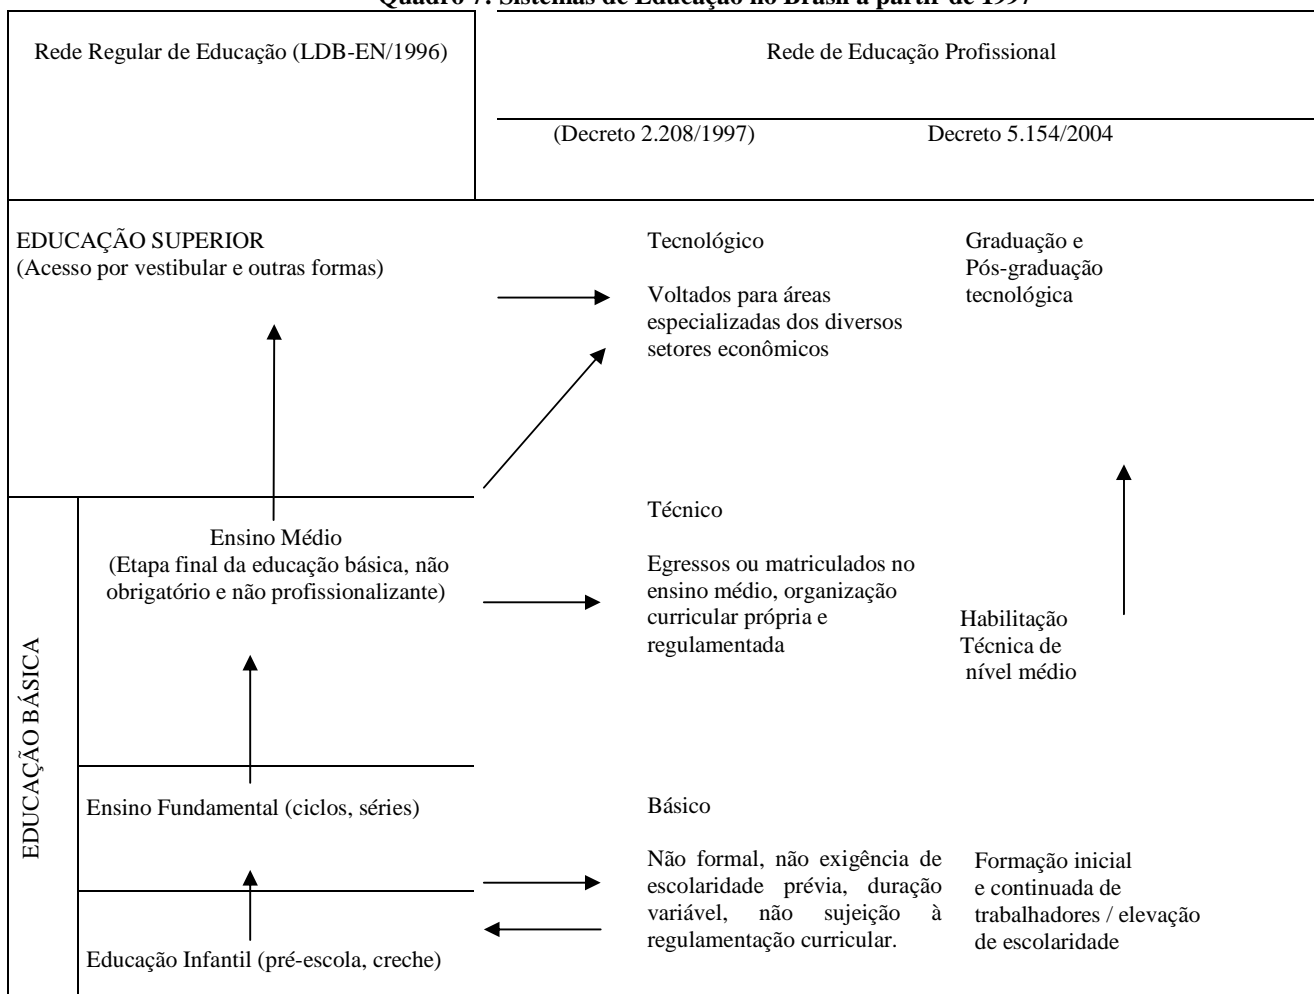 Quadro 7: Sistemas de Educação no Brasil a partir de 1997
Rede Regular de Educação (LDB-EN/1996)
Rede de Educação Profissional
(Decreto 2.208/1997)
Decreto 5.154/2004
EDUCAÇÃO SUPERIOR
(Acesso por vestibular e outras formas)
Tecnológico
Voltados para áreas
especializadas dos diversos
setores econômicos
Graduação e
Pós-graduação
tecnológica
EDUCAÇÃO BÁSICA
Ensino Médio
(Etapa final da educação básica, não
obrigatório e não profissionalizante)
Técnico
Egressos ou matriculados no
ensino médio, organização
curricular própria e
regulamentada
Habilitação
Técnica de
nível médio
Ensino Fundamental (ciclos, séries)
Educação Infantil (pré-escola, creche)
Básico
Não formal, não exigência de
escolaridade prévia, duração
variável, não sujeição à
regulamentação curricular.
Formação inicial
e continuada de
trabalhadores / elevação
de escolaridade